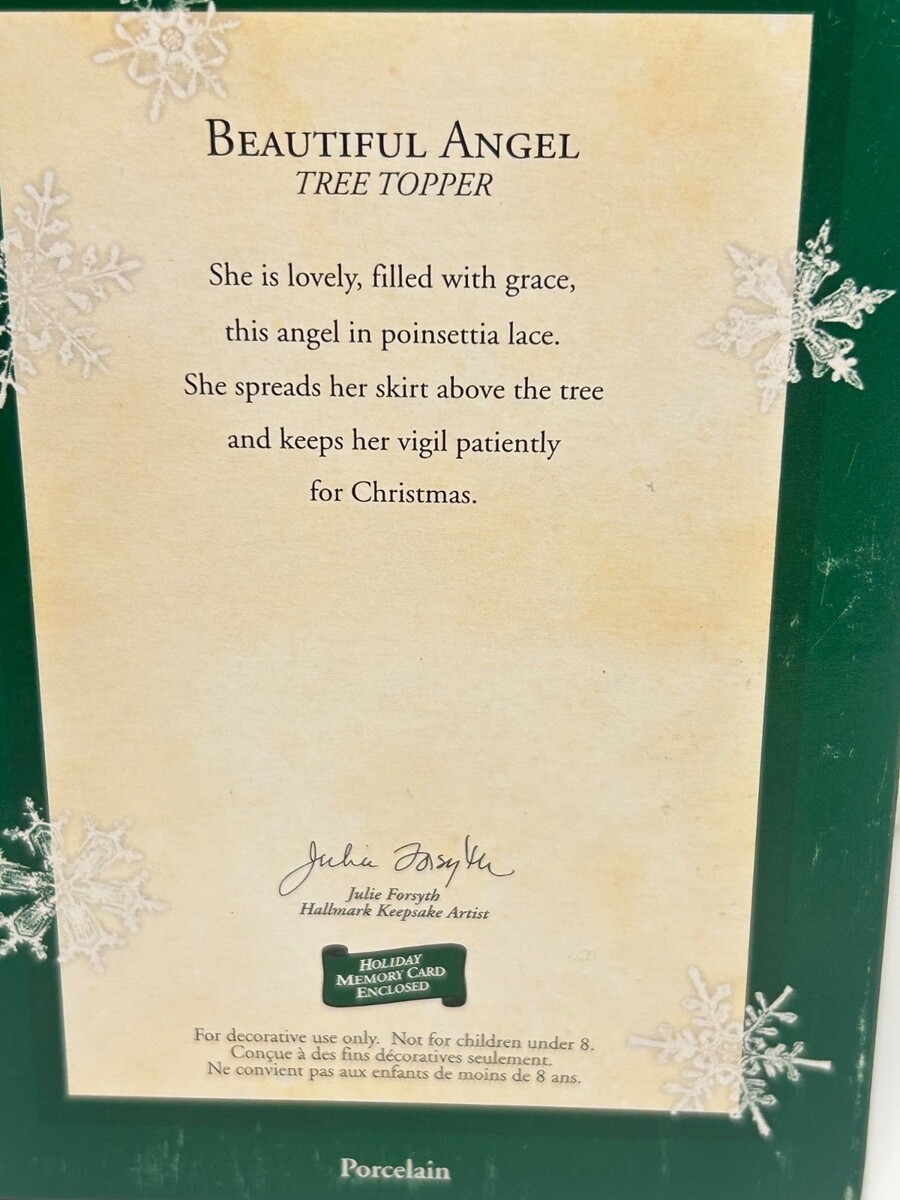 BEAUTIFUL ANGEL
TREE TOPPER
She is lovely, filled with grace,
this angel in poinsettia lace.
She spreads her skirt above the tree
and keeps her vigil patiently
for Christmas.
Julie Forsyth
Julie Forsyth
Hallmark Keepsake Artist
HOLIDAY
MEMORY CARD
ENCLOSED
For decorative use only. Not for children under 8.
Conçue à des fins décoratives seulement.
Ne convient pas aux enfants de moins de 8 ans.
Porcelain